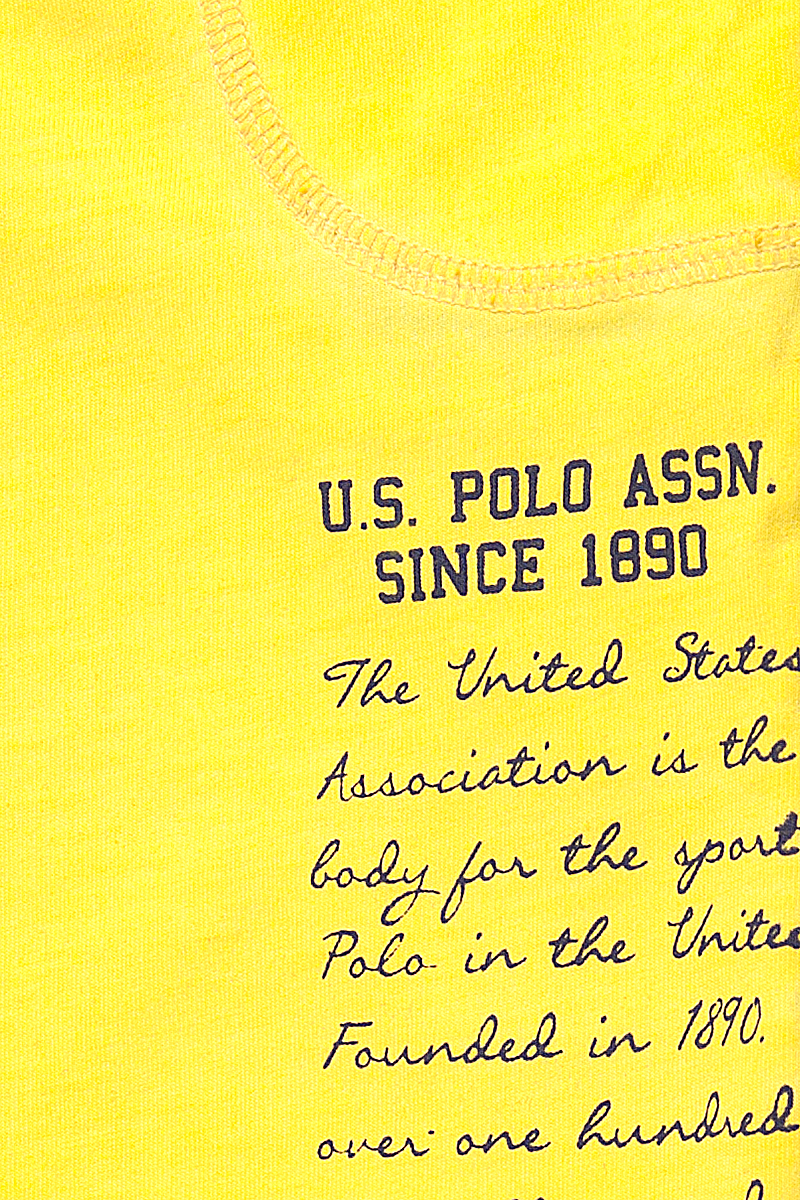 U.S. POLO ASSN.
SINCE 1890
The United States
Association is the
body for the sport
Polo in the United
Founded in 1890.
over one hundred